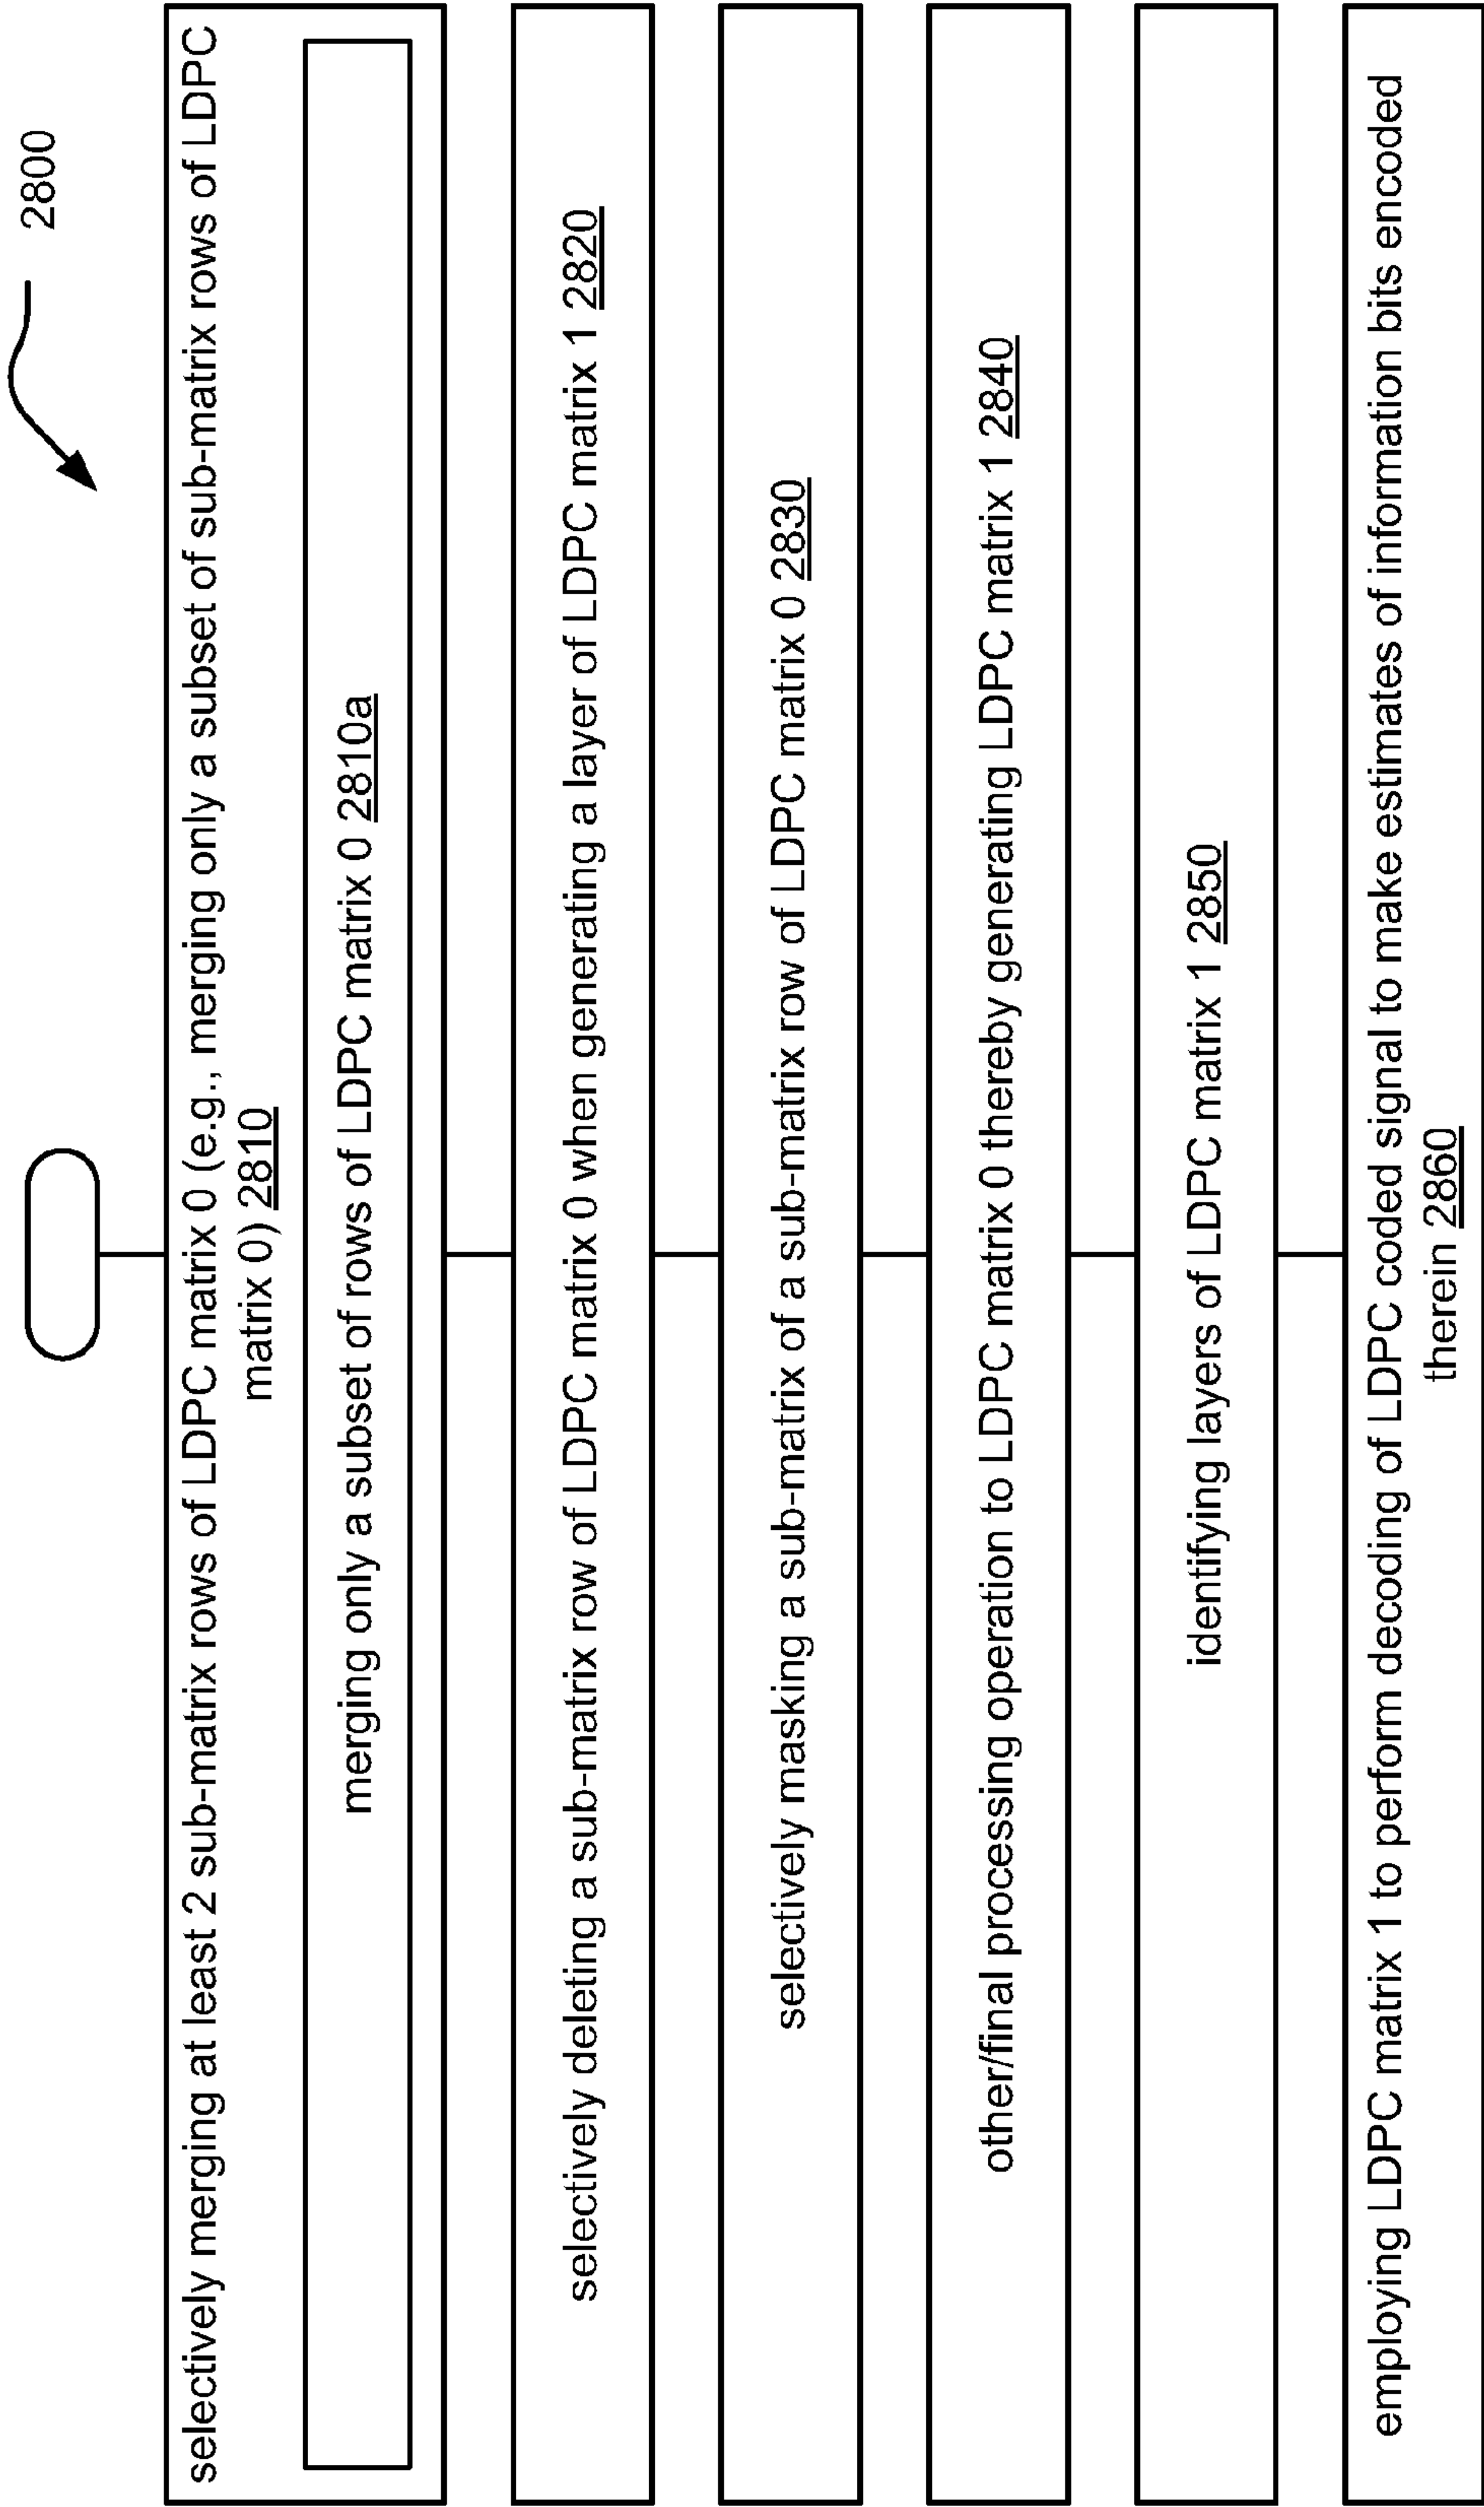 2800
selectively merging at least 2 sub-matrix rows of LDPC matrix 0 (e.g., merging only a subset of sub-matrix rows of LDPC
matrix 0)) 2810
merging only a subset of rows of LDPC matrix 0 2810a
selectively deleting a sub-matrix row of LDPC matrix 0 when generating a layer of LDPC matrix 1 2820
selectively masking a sub-matrix of a sub-matrix row of LDPC matrix 0 2830
other/final processing operation to LDPC matrix 0 thereby generating LDPC matrix 1 2840
identifying layers of LDPC matrix 1 2850
employing LDPC matrix 1 to perform decoding of LDPC coded signal to make estimates of information bits encoded
therein 2860